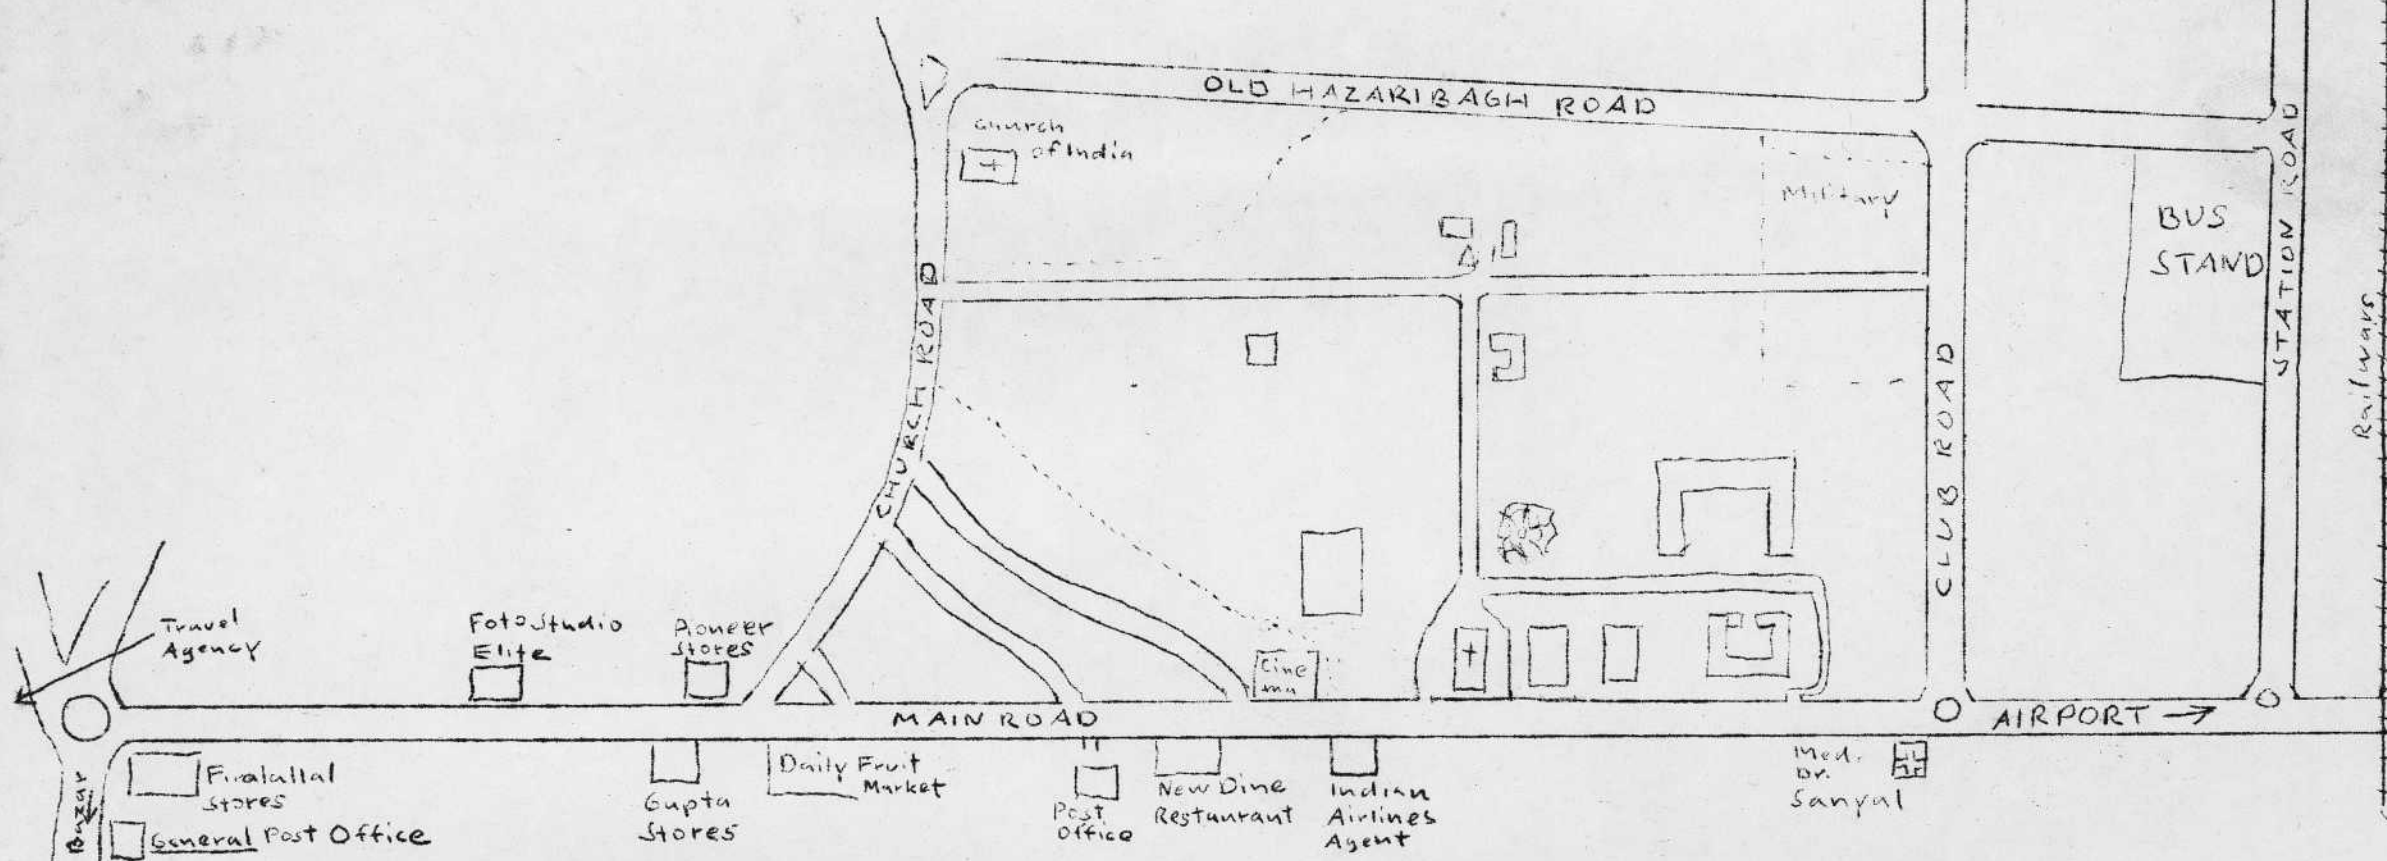 OLD HAZARIBAGH ROAD
Church
of India
Military
BUS
STAND
STATION ROAD
Railways
CHURCH ROAD
CLUB ROAD
Travel
Agency
Foto Studio
Elite
Pioneer
Stores
Cine
ma
MAIN ROAD
AIRPORT →
Bazar
Firalallal
Stores
General Post Office
Gupta
Stores
Daily Fruit
Market
Post
Office
New Dine
Restaurant
Indian
Airlines
Agent
Med.
Dr.
Sanyal